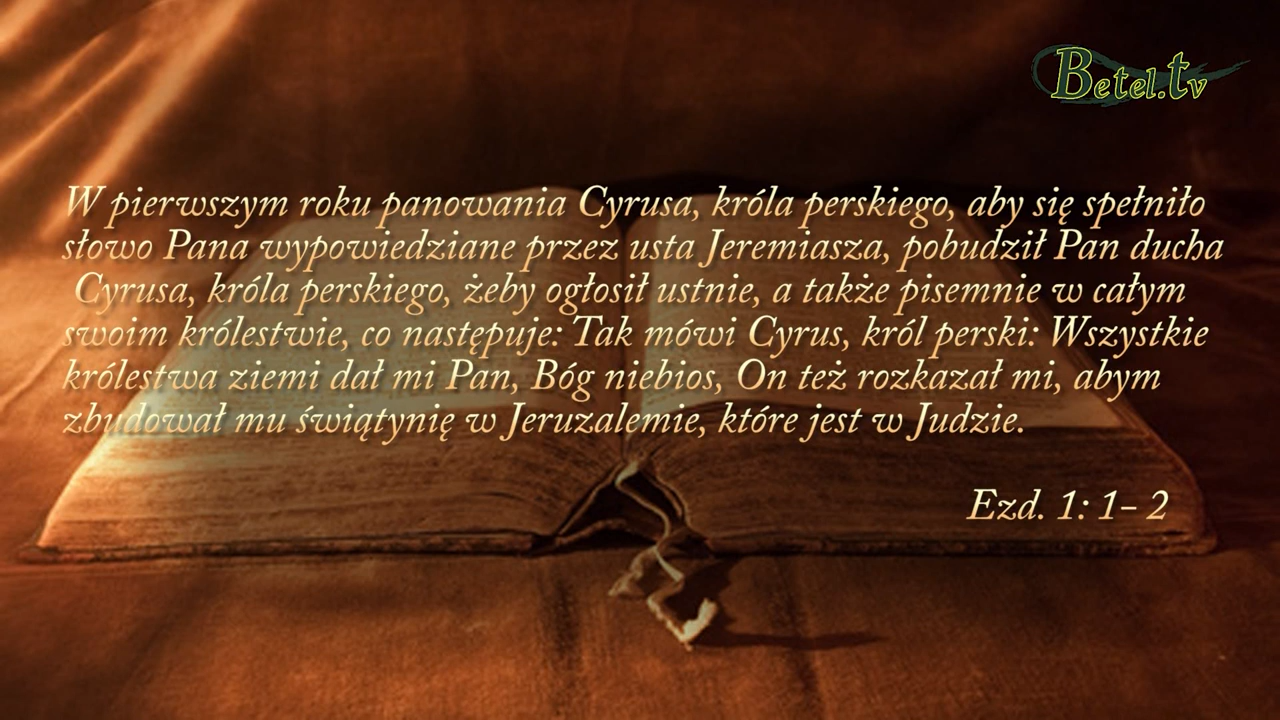 Betel.tv
W pierwszym roku panowania Cyrusa, króla perskiego, aby się spełniło
słowo Pana wypowiedziane przez usta Jeremiasza, pobudził Pan ducha
Cyrusa, króla perskiego, żeby ogłosił ustnie, a także pisemnie w całym
swoim królestwie, co następuje: Tak mówi Cyrus, król perski: Wszystkie
królestwa ziemi dał mi Pan, Bóg niebios, On też rozkazał mi, abym
zbudował mu świątynię w Jeruzalemie, które jest w Judzie.
Ezd. 1: 1- 2